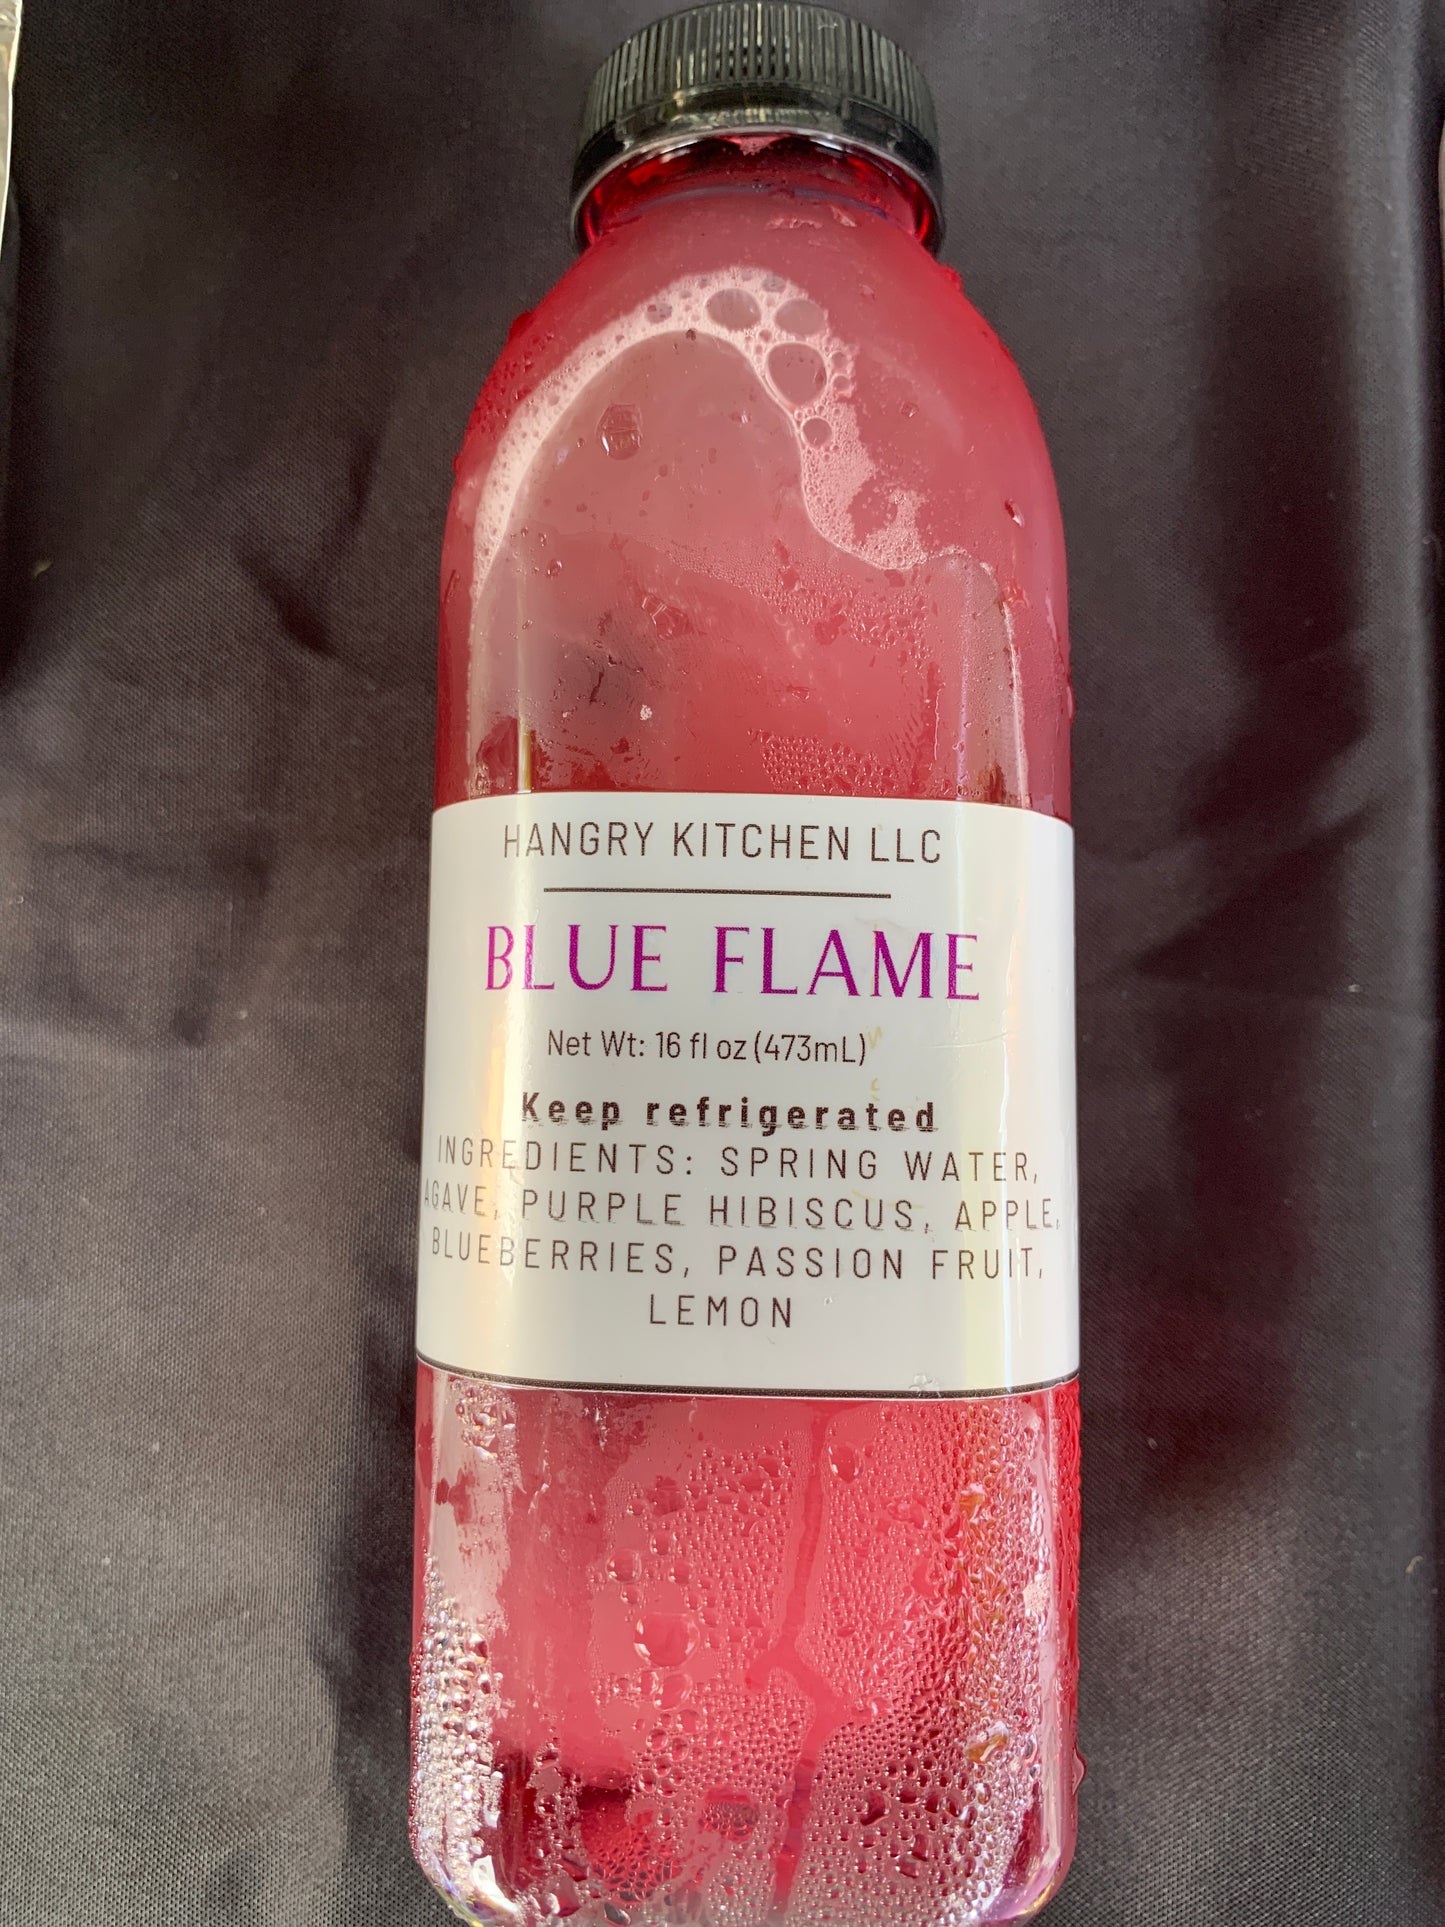 HANGRY KITCHEN LLC
BLUE FLAME
Net Wt: 16 fl oz (473mL)
Keep refrigerated
INGREDIENTS: SPRING WATER,
AGAVE, PURPLE HIBISCUS, APPLE,
BLUEBERRIES, PASSION FRUIT,
LEMON